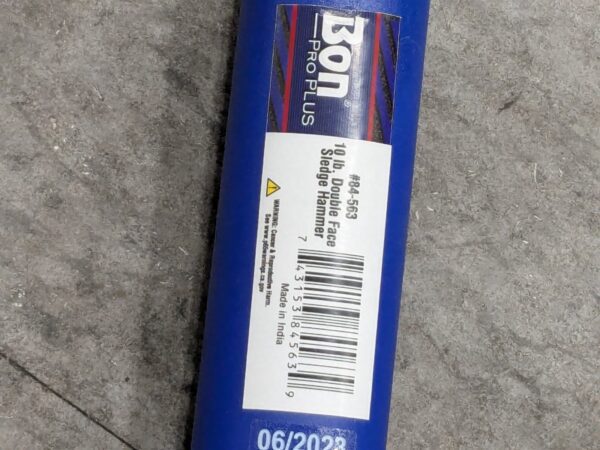 Bon®
PRO PLUS
#84-563
10 lb. Double Face
Sledge Hammer
WARNING: Cancer & Reproductive Harm.
See www.p65warnings.ca.gov
7 43153 84563 9
Made in India
06/2023